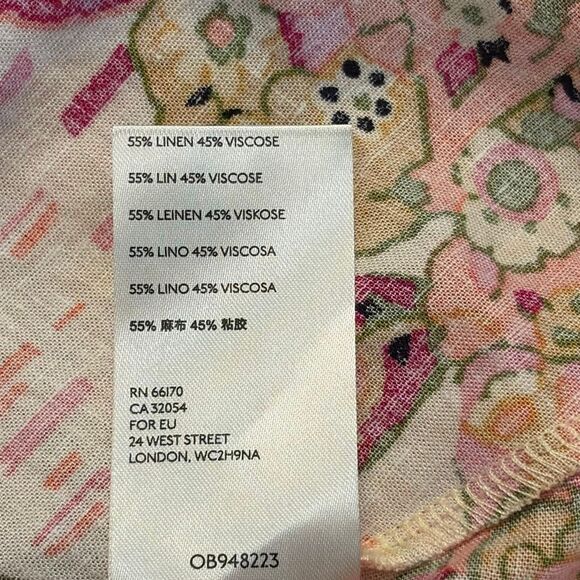 55% LINEN 45% VISCOSE
55% LIN 45% VISCOSE
55% LEINEN 45% VISKOSE
55% LINO 45% VISCOSA
55% LINO 45% VISCOSA
55% 麻布 45% 粘胶
RN 66170
CA 32054
FOR EU
24 WEST STREET
LONDON, WC2H9NA
OB948223